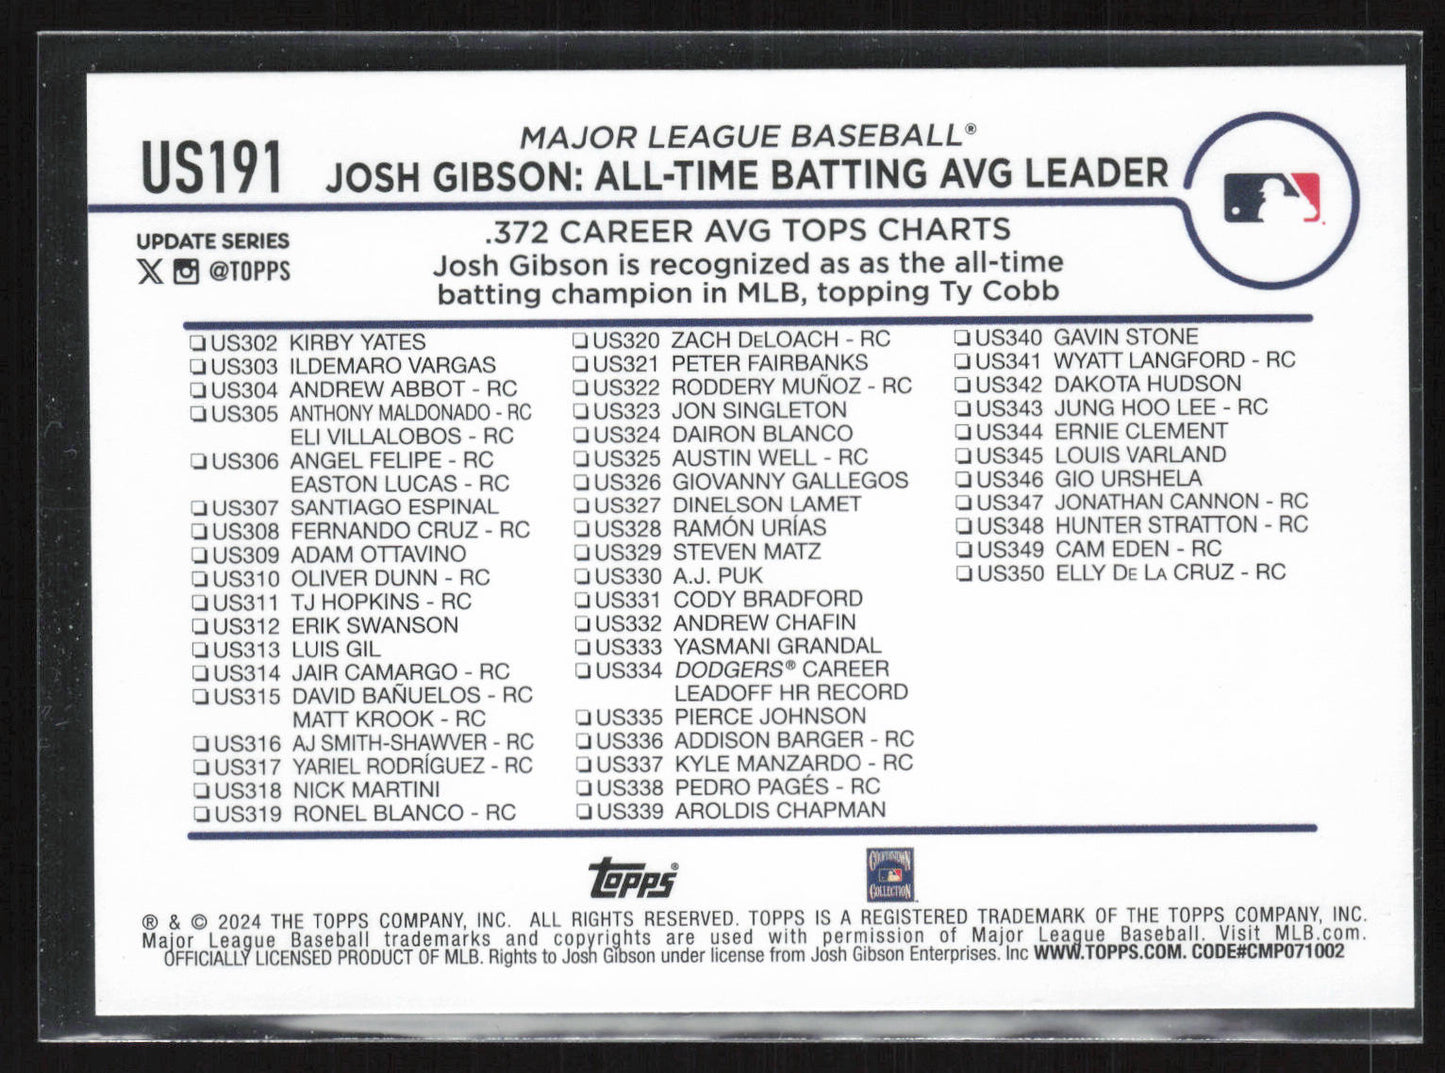 US191
MAJOR LEAGUE BASEBALL®
JOSH GIBSON: ALL-TIME BATTING AVG LEADER
UPDATE SERIES
@TOPPS
.372 CAREER AVG TOPS CHARTS
Josh Gibson is recognized as as the all-time
batting champion in MLB, topping Ty Cobb
❏US302 KIRBY YATES
❏US303 ILDEMARO VARGAS
❏US304 ANDREW ABBOT - RC
❏US305 ANTHONY MALDONADO - RC
ELI VILLALOBOS - RC
❏US306 ANGEL FELIPE - RC
EASTON LUCAS - RC
❏US307 SANTIAGO ESPINAL
❏US308 FERNANDO CRUZ - RC
❏US309 ADAM OTTAVINO
❏US310 OLIVER DUNN - RC
❏US311 TJ HOPKINS - RC
❏US312 ERIK SWANSON
❏US313 LUIS GIL
❏US314 JAIR CAMARGO - RC
❏US315 DAVID BAÑUELOS - RC
MATT KROOK - RC
❏US316 AJ SMITH-SHAWVER - RC
❏US317 YARIEL RODRÍGUEZ - RC
❏US318 NICK MARTINI
❏US319 RONEL BLANCO - RC
❏US320 ZACH DELOACH - RC
❏US321 PETER FAIRBANKS
❏US322 RODDERY MUÑOZ - RC
❏US323 JON SINGLETON
❏US324 DAIRON BLANCO
❏US325 AUSTIN WELL - RC
❏US326 GIOVANNY GALLEGOS
❏US327 DINELSON LAMET
❏US328 RAMÓN URÍAS
❏US329 STEVEN MATZ
❏US330 A.J. PUK
❏US331 CODY BRADFORD
❏US332 ANDREW CHAFIN
❏US333 YASMANI GRANDAL
❏US334 DODGERS® CAREER
LEADOFF HR RECORD
❏US335 PIERCE JOHNSON
❏US336 ADDISON BARGER - RC
❏US337 KYLE MANZARDO - RC
❏US338 PEDRO PAGÉS - RC
❏US339 AROLDIS CHAPMAN
❏US340 GAVIN STONE
❏US341 WYATT LANGFORD - RC
❏US342 DAKOTA HUDSON
❏US343 JUNG HOO LEE - RC
❏US344 ERNIE CLEMENT
❏US345 LOUIS VARLAND
❏US346 GIO URSHELA
❏US347 JONATHAN CANNON - RC
❏US348 HUNTER STRATTON - RC
❏US349 CAM EDEN - RC
❏US350 ELLY DE LA CRUZ - RC
topps®
COOPERSTOWN
COLLECTION
® & © 2024 THE TOPPS COMPANY, INC. ALL RIGHTS RESERVED. TOPPS IS A REGISTERED TRADEMARK OF THE TOPPS COMPANY, INC.
Major League Baseball trademarks and copyrights are used with permission of Major League Baseball. Visit MLB.com.
OFFICIALLY LICENSED PRODUCT OF MLB. Rights to Josh Gibson under license from Josh Gibson Enterprises. Inc WWW.TOPPS.COM. CODE#CMP071002